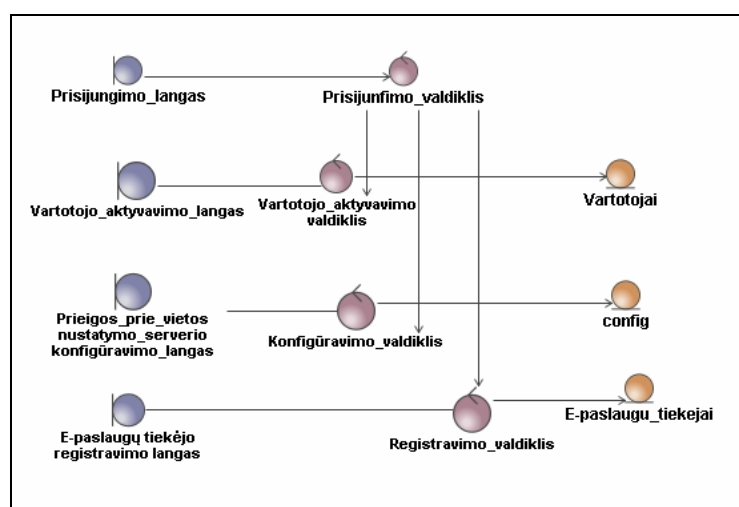 Prisijungimo_langas
Prisijunfimo_valdiklis
Vartotojo_aktyvavimo_langas
Vartotojo_aktyvavimo
valdiklis
Vartotojai
Prieigos_prie_vietos
nustatymo_serverio
konfigūravimo_langas
Konfigūravimo_valdiklis
config
E-paslaugų tiekėjo
registravimo langas
Registravimo_valdiklis
E-paslaugu_tiekejai